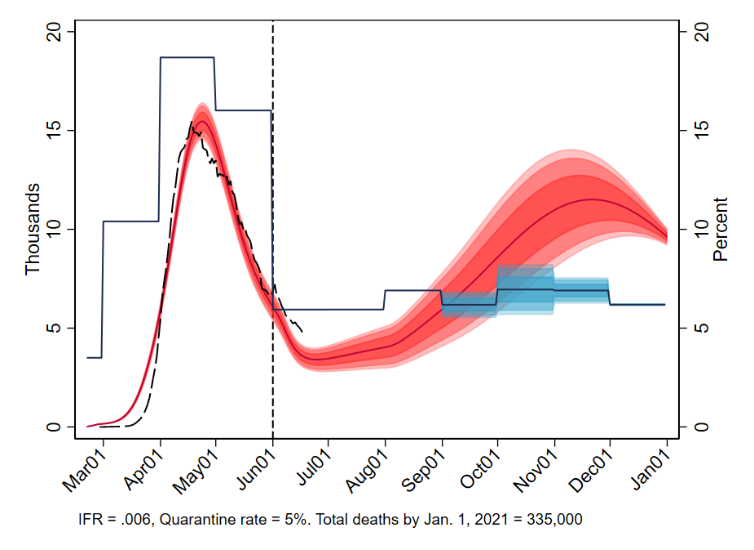 20
15
10
5
0
Thousands
20
15
10
5
0
Percent
Mar01
Apr01
May01
Jun01
Jul01
Aug01
Sep01
Oct01
Nov01
Dec01
Jan01
IFR = .006, Quarantine rate = 5%. Total deaths by Jan. 1, 2021 = 335,000